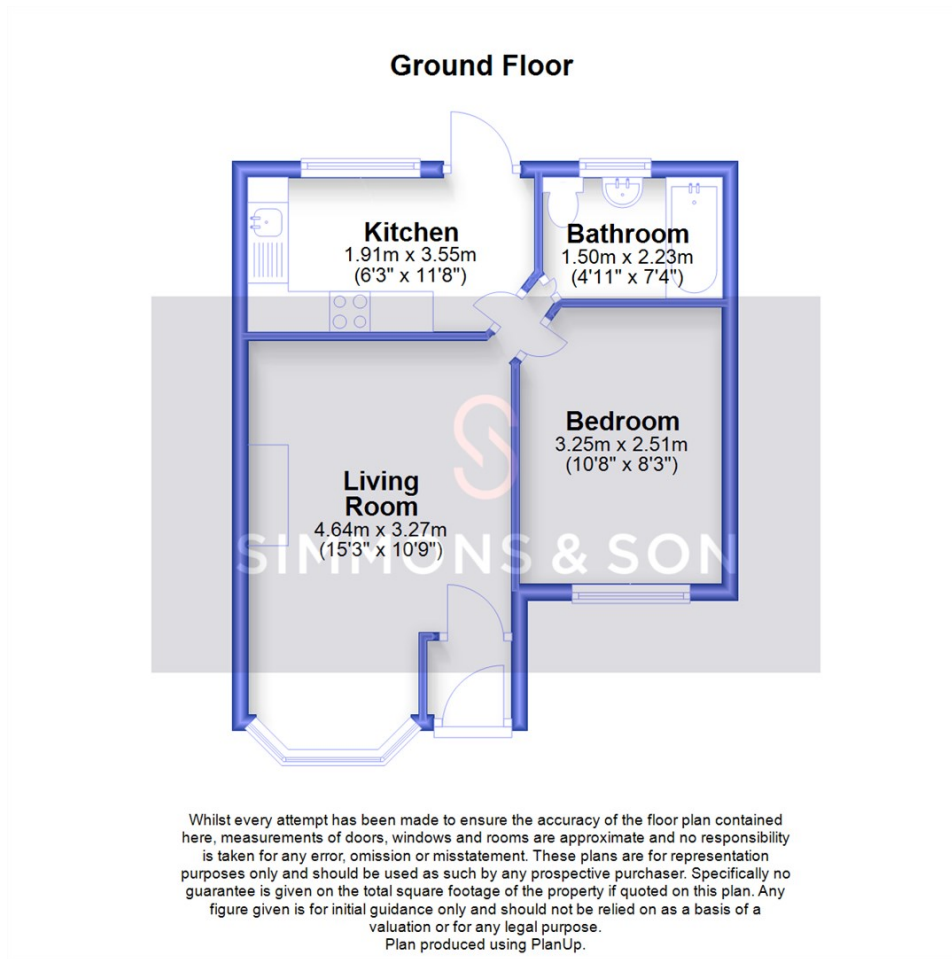 Ground Floor
Kitchen
1.91m x 3.55m
(6'3" x 11'8")
Bathroom
1.50m x 2.23m
(4'11" x 7'4")
Bedroom
3.25m x 2.51m
(10'8" x 8'3")
Living
Room
4.64m x 3.27m
(15'3" x 10'9")
SIMMONS & SON
Whilst every attempt has been made to ensure the accuracy of the floor plan contained
here, measurements of doors, windows and rooms are approximate and no responsibility
is taken for any error, omission or misstatement. These plans are for representation
purposes only and should be used as such by any prospective purchaser. Specifically no
guarantee is given on the total square footage of the property if quoted on this plan. Any
figure given is for initial guidance only and should not be relied on as a basis of a
valuation or for any legal purpose.
Plan produced using PlanUp.